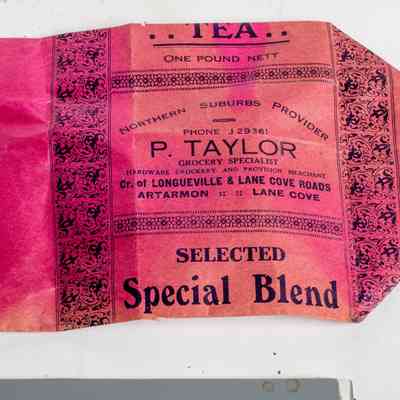 . . TEA . .
ONE POUND NETT
NORTHERN SUBURBS PROVIDER
PHONE J 2936!
P. TAYLOR
GROCERY SPECIALIST
HARDWARE CROCKERY AND PROVISION MERCHANT
Cr. of LONGUEVILLE & LANE COVE ROADS
ARTARMON :: :: LANE COVE
SELECTED
Special Blend